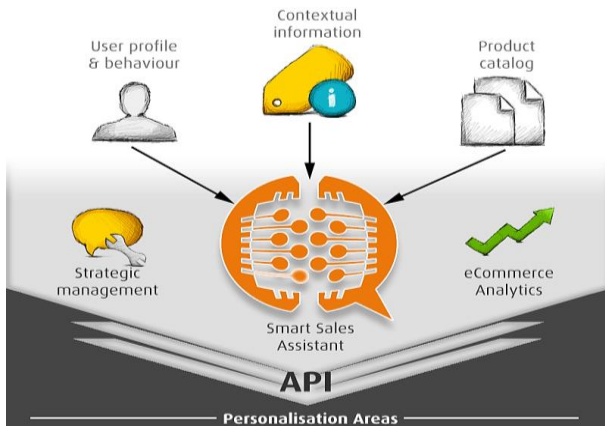 Contextual
information
User profile
& behaviour
Product
catalog
i
Strategic
management
eCommerce
Analytics
Smart Sales
Assistant
API
Personalisation Areas